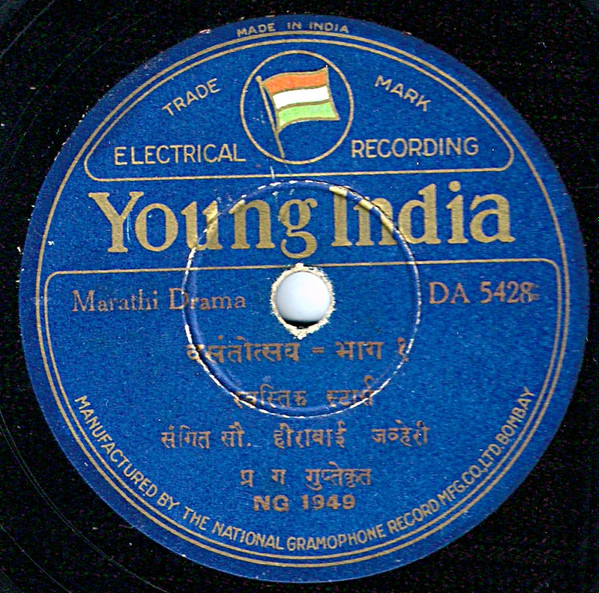 MADE IN INDIA
TRADE MARK
ELECTRICAL RECORDING
Young India
Marathi Drama DA 5428
वसंतोत्सव = भाग १
स्वस्तिक स्टार्स
संगित सौ. हीराबाई जव्हेरी
प्र ग गुप्तेकृत
NG 1949
MANUFACTURED BY THE NATIONAL GRAMOPHONE RECORD MFG.CO.LTD.BOMBAY